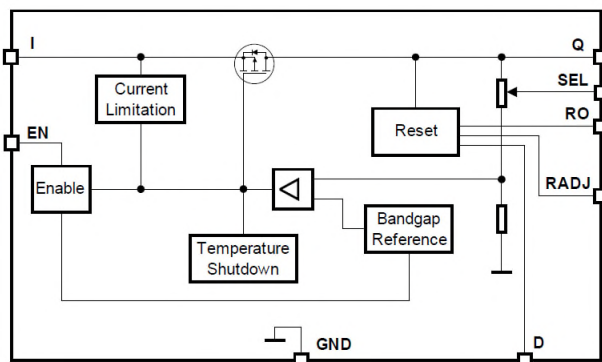 I
Q
SEL
Current
Limitation
RO
Reset
EN
RADJ
Enable
Bandgap
Reference
Temperature
Shutdown
GND
D